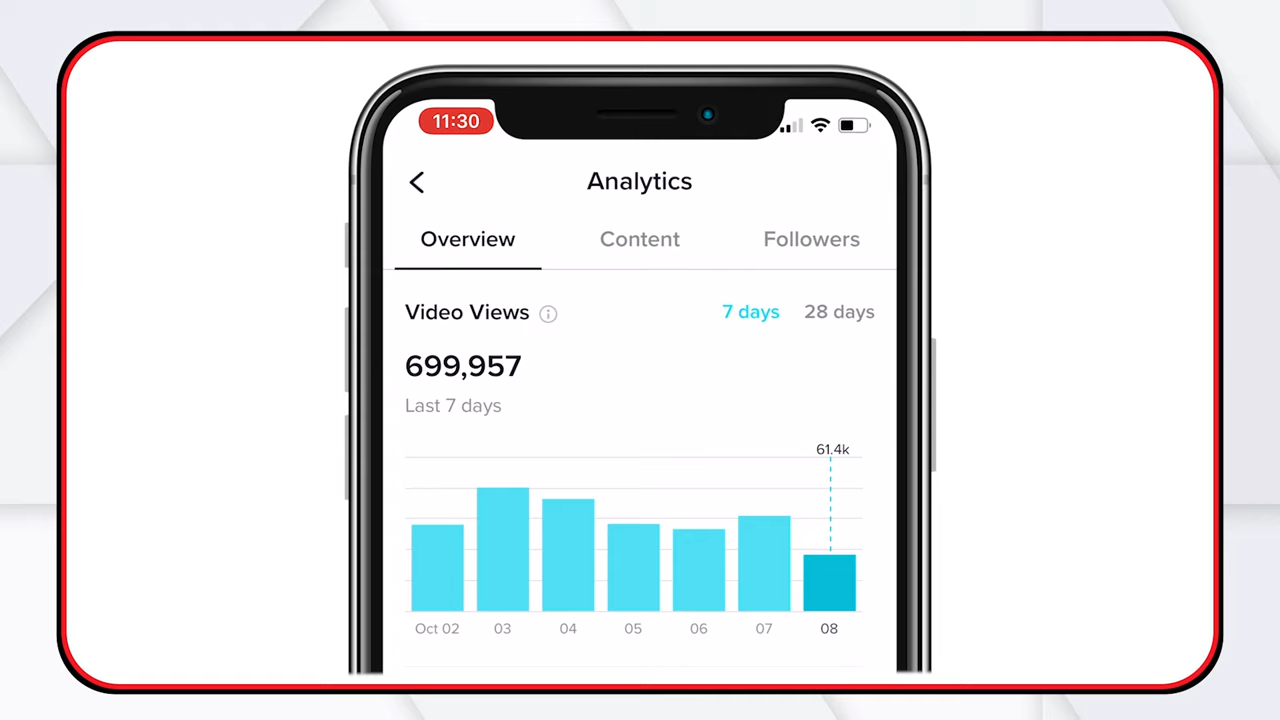 11:30
Analytics
Overview Content Followers
Video Views 7 days 28 days
699,957
Last 7 days
61.4k
Oct 02 03 04 05 06 07 08